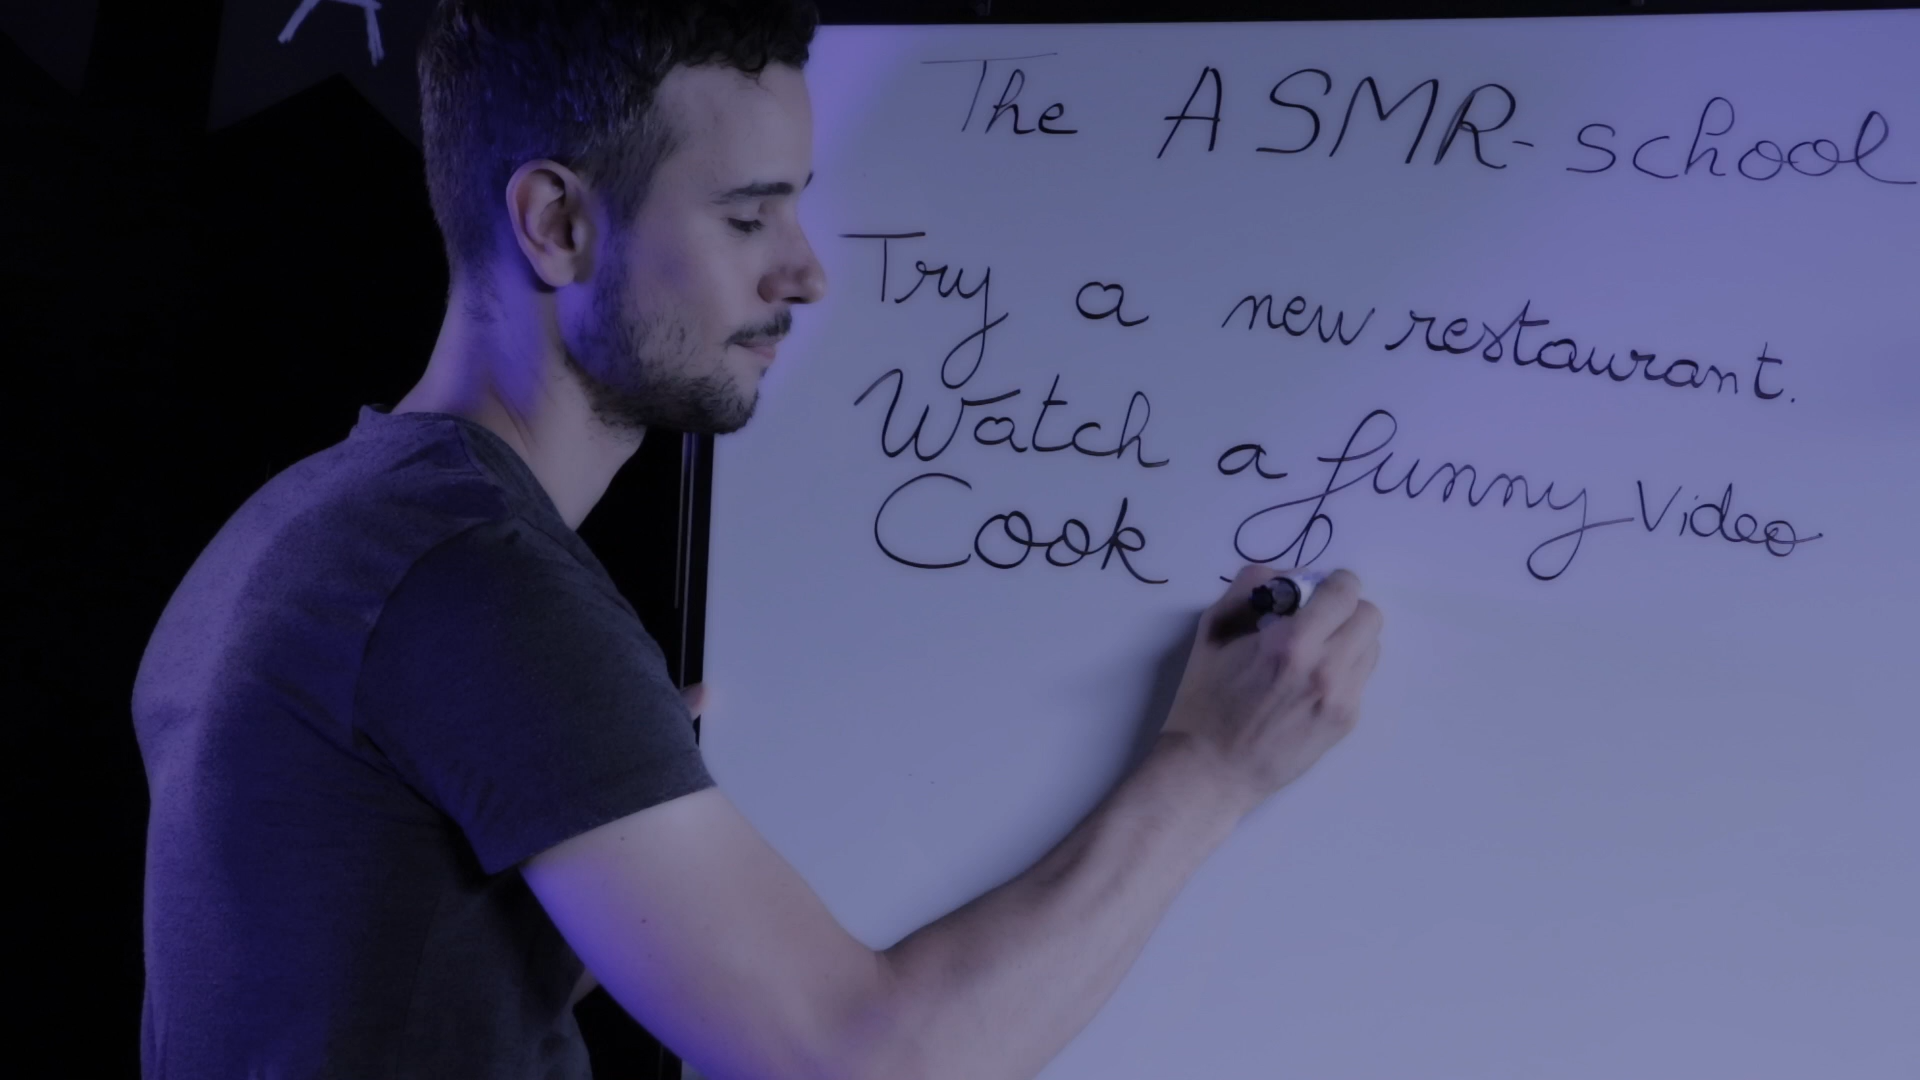 The ASMR-school
Try a new restaurant.
Watch a funny video
Cook